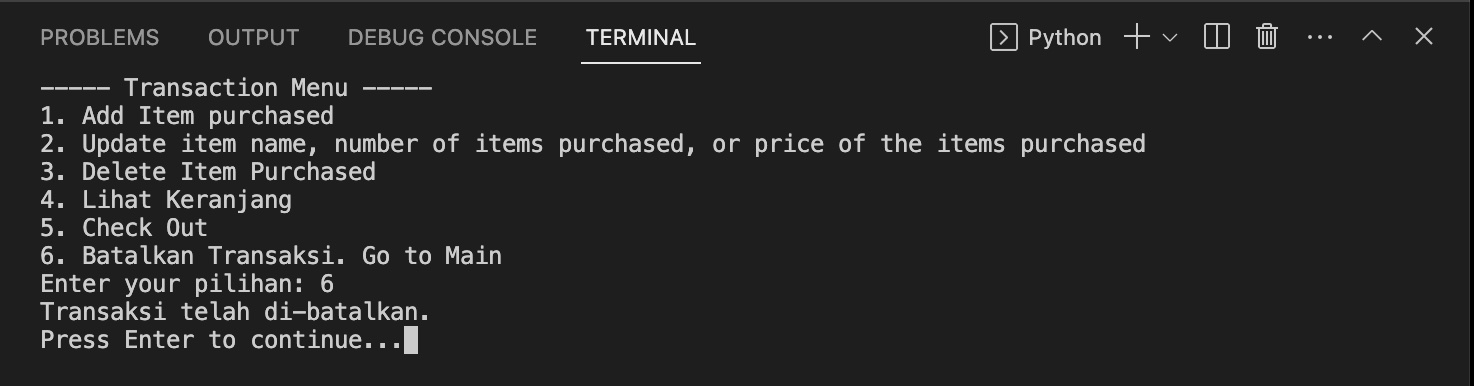 PROBLEMS OUTPUT DEBUG CONSOLE TERMINAL Python
----- Transaction Menu -----
1. Add Item purchased
2. Update item name, number of items purchased, or price of the items purchased
3. Delete Item Purchased
4. Lihat Keranjang
5. Check Out
6. Batalkan Transaksi. Go to Main
Enter your pilihan: 6
Transaksi telah di-batalkan.
Press Enter to continue...